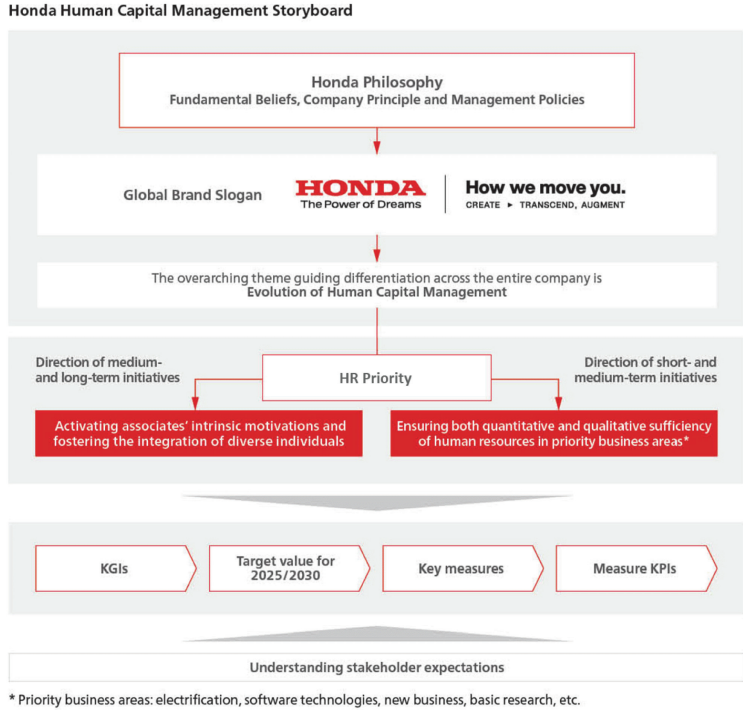 Honda Human Capital Management Storyboard
Honda Philosophy
Fundamental Beliefs, Company Principle and Management Policies
Global Brand Slogan
HONDA
The Power of Dreams
How we move you.
CREATE ▶ TRANSCEND, AUGMENT
The overarching theme guiding differentiation across the entire company is
Evolution of Human Capital Management
Direction of medium-
and long-term initiatives
HR Priority
Direction of short- and
medium-term initiatives
Activating associates' intrinsic motivations and
fostering the integration of diverse individuals
Ensuring both quantitative and qualitative sufficiency
of human resources in priority business areas*
KGIs
Target value for
2025/2030
Key measures
Measure KPIs
Understanding stakeholder expectations
* Priority business areas: electrification, software technologies, new business, basic research, etc.